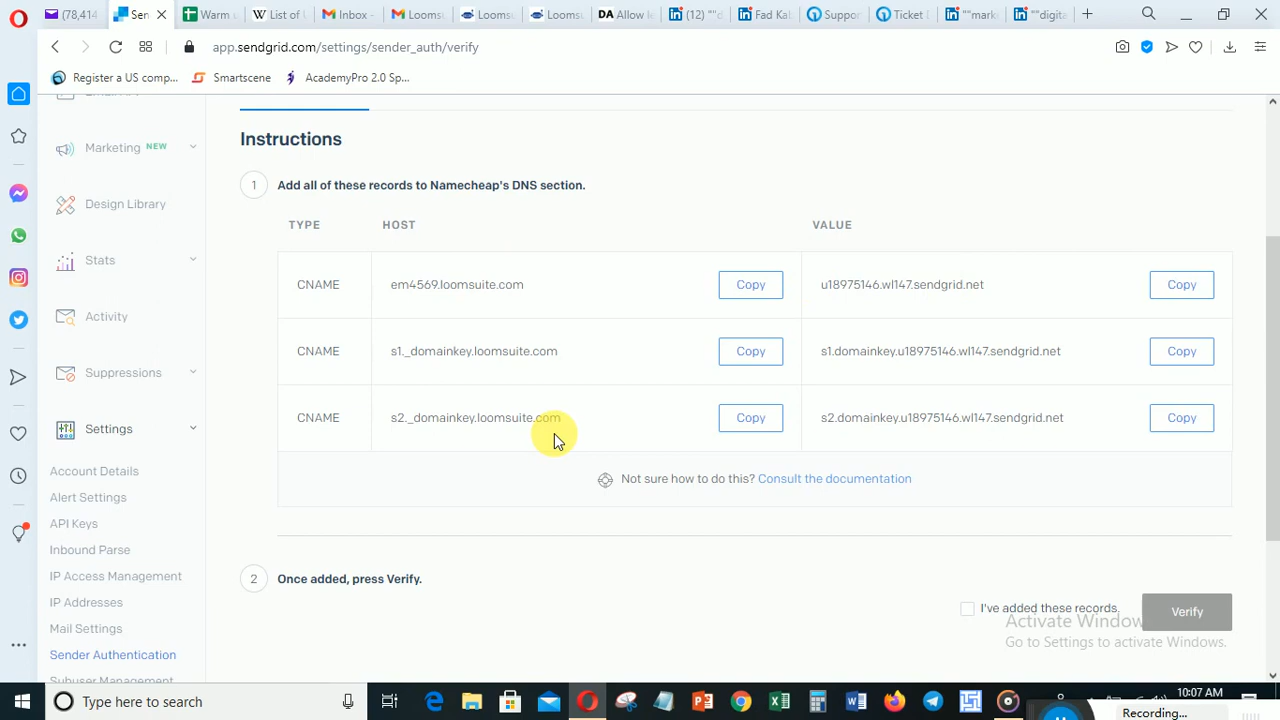 (78,414
Sen
Warm u
List of
Inbox -
Looms
Looms
Looms
DA Allow l
(12) ""d
Fad Kal
Suppor
Ticket
""mark
""digita
app.sendgrid.com/settings/sender_auth/verify
Register a US comp...
Smartscene
AcademyPro 2.0 Sp...
Marketing NEW
Design Library
Stats
Activity
Suppressions
Settings
Account Details
Alert Settings
API Keys
Inbound Parse
IP Access Management
IP Addresses
Mail Settings
Sender Authentication
Subuser Management
Instructions
1 Add all of these records to Namecheap's DNS section.
TYPE HOST VALUE
CNAME em4569.loomsuite.com Copy u18975146.wl147.sendgrid.net Copy
CNAME s1._domainkey.loomsuite.com Copy s1.domainkey.u18975146.wl147.sendgrid.net Copy
CNAME s2._domainkey.loomsuite.com Copy s2.domainkey.u18975146.wl147.sendgrid.net Copy
Not sure how to do this? Consult the documentation
2 Once added, press Verify.
I've added these records. Verify
Activate Window
Go to Settings to activate Windows.
Type here to search
10:07 AM
Recording...